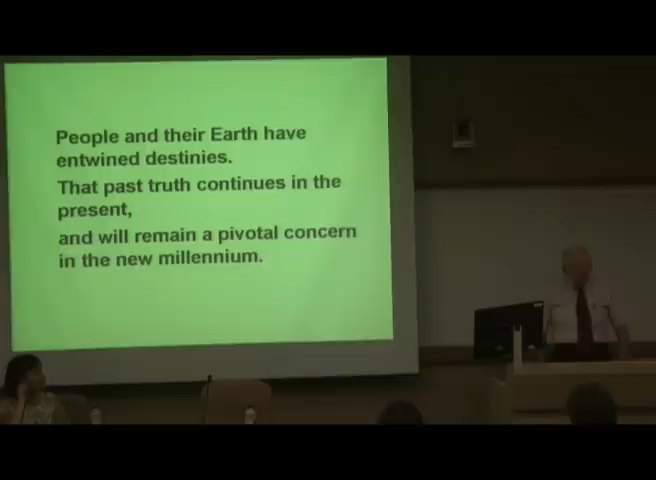 People and their Earth have
entwined destinies.
That past truth continues in the
present,
and will remain a pivotal concern
in the new millennium.